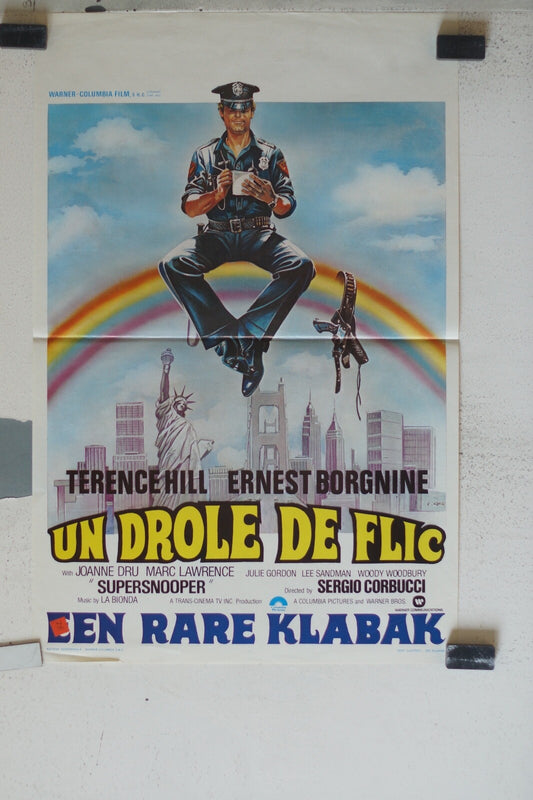 WARNER-COLUMBIA FILM, S.N.C.
TERENCE HILL ERNEST BORGNINE
UN DROLE DE FLIC
With JOANNE DRU MARC LAWRENCE JULIE GORDON LEE SANDMAN WOODY WOODBURY
"SUPERSNOOPER" Directed by SERGIO CORBUCCI
Music by LA BIONDA A TRANS-CINEMA TV INC. Production A COLUMBIA PICTURES and WARNER BROS.
WARNER COMMUNICATIONS
EEN RARE KLABAK